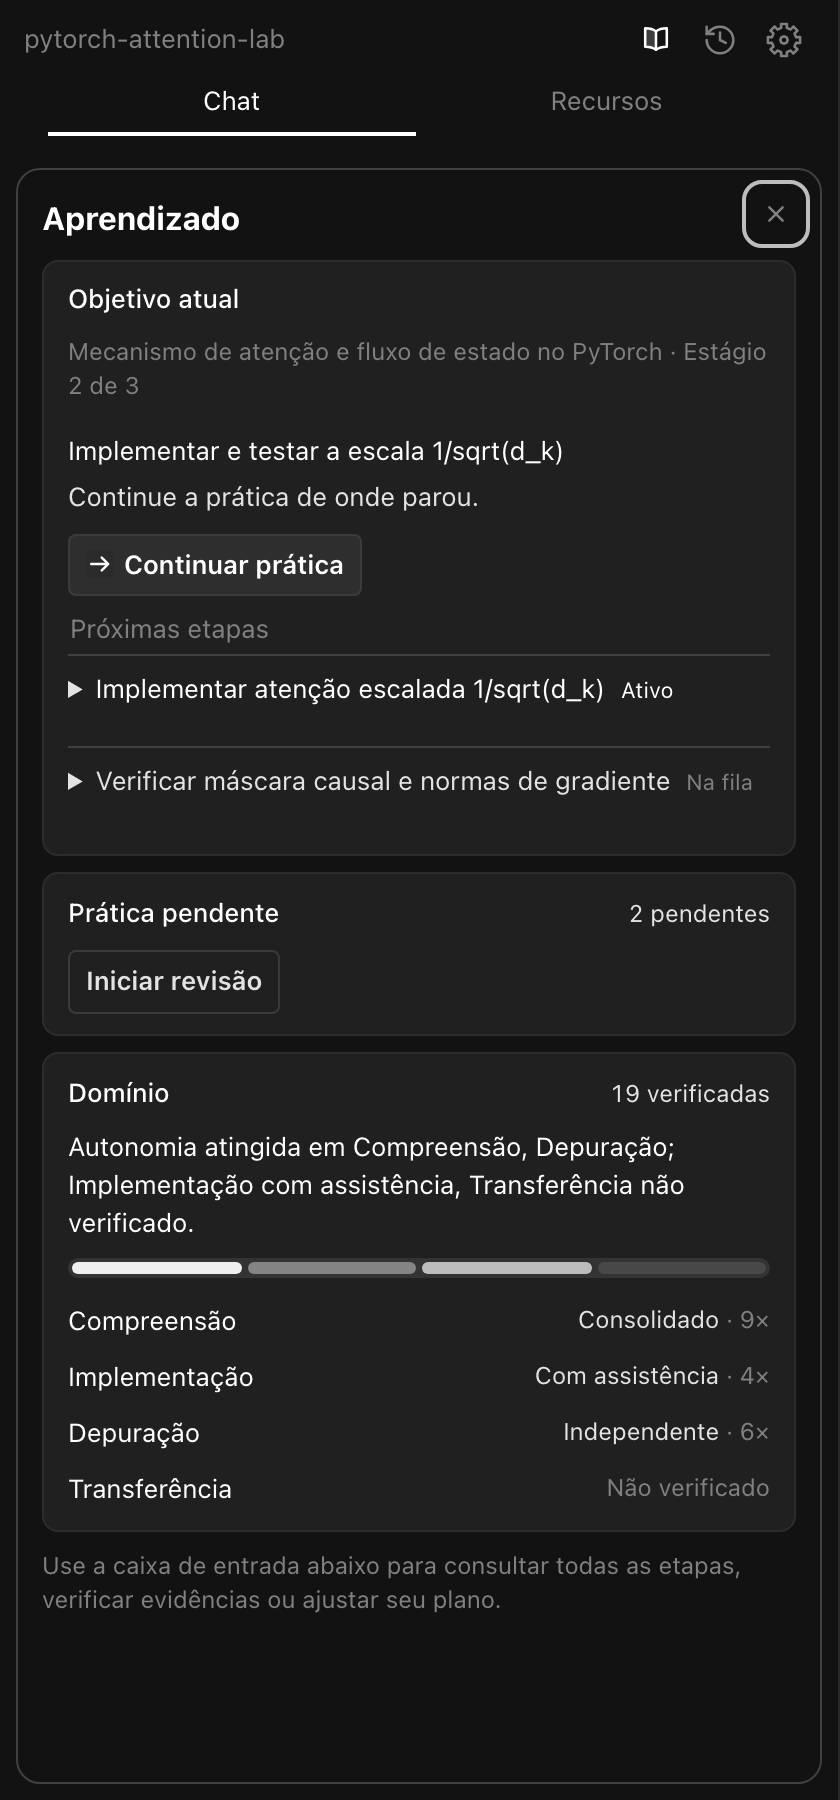 pytorch-attention-lab
Chat
Recursos
Aprendizado
Objetivo atual
Mecanismo de atenção e fluxo de estado no PyTorch · Estágio
2 de 3
Implementar e testar a escala 1/sqrt(d_k)
Continue a prática de onde parou.
→ Continuar prática
Próximas etapas
Implementar atenção escalada 1/sqrt(d_k) Ativo
Verificar máscara causal e normas de gradiente Na fila
Prática pendente 2 pendentes
Iniciar revisão
Domínio 19 verificadas
Autonomia atingida em Compreensão, Depuração;
Implementação com assistência, Transferência não
verificado.
Compreensão Consolidado · 9×
Implementação Com assistência · 4×
Depuração Independente · 6×
Transferência Não verificado
Use a caixa de entrada abaixo para consultar todas as etapas,
verificar evidências ou ajustar seu plano.